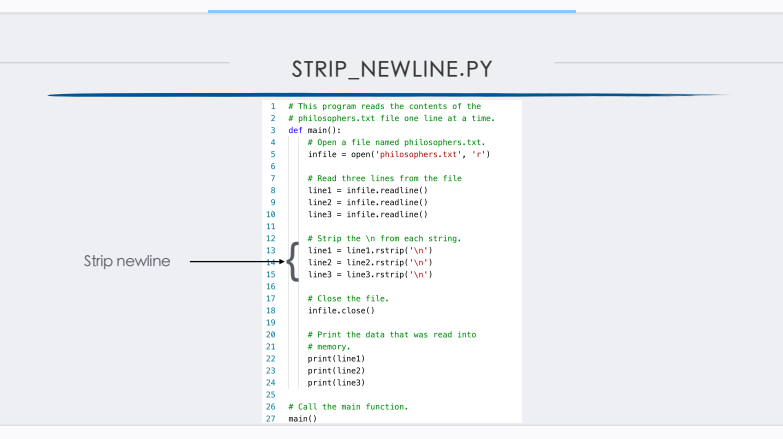 STRIP_NEWLINE.PY
1 # This program reads the contents of the
2 # philosophers.txt file one line at a time.
3 def main():
4     # Open a file named philosophers.txt.
5     infile = open('philosophers.txt', 'r')
6
7     # Read three lines from the file
8     line1 = infile.readline()
9     line2 = infile.readline()
10     line3 = infile.readline()
11
12     # Strip the \n from each string.
13     line1 = line1.rstrip('\n')
Strip newline
14     line2 = line2.rstrip('\n')
15     line3 = line3.rstrip('\n')
16
17     # Close the file.
18     infile.close()
19
20     # Print the data that was read into
21     # memory.
22     print(line1)
23     print(line2)
24     print(line3)
25
26 # Call the main function.
27 main()